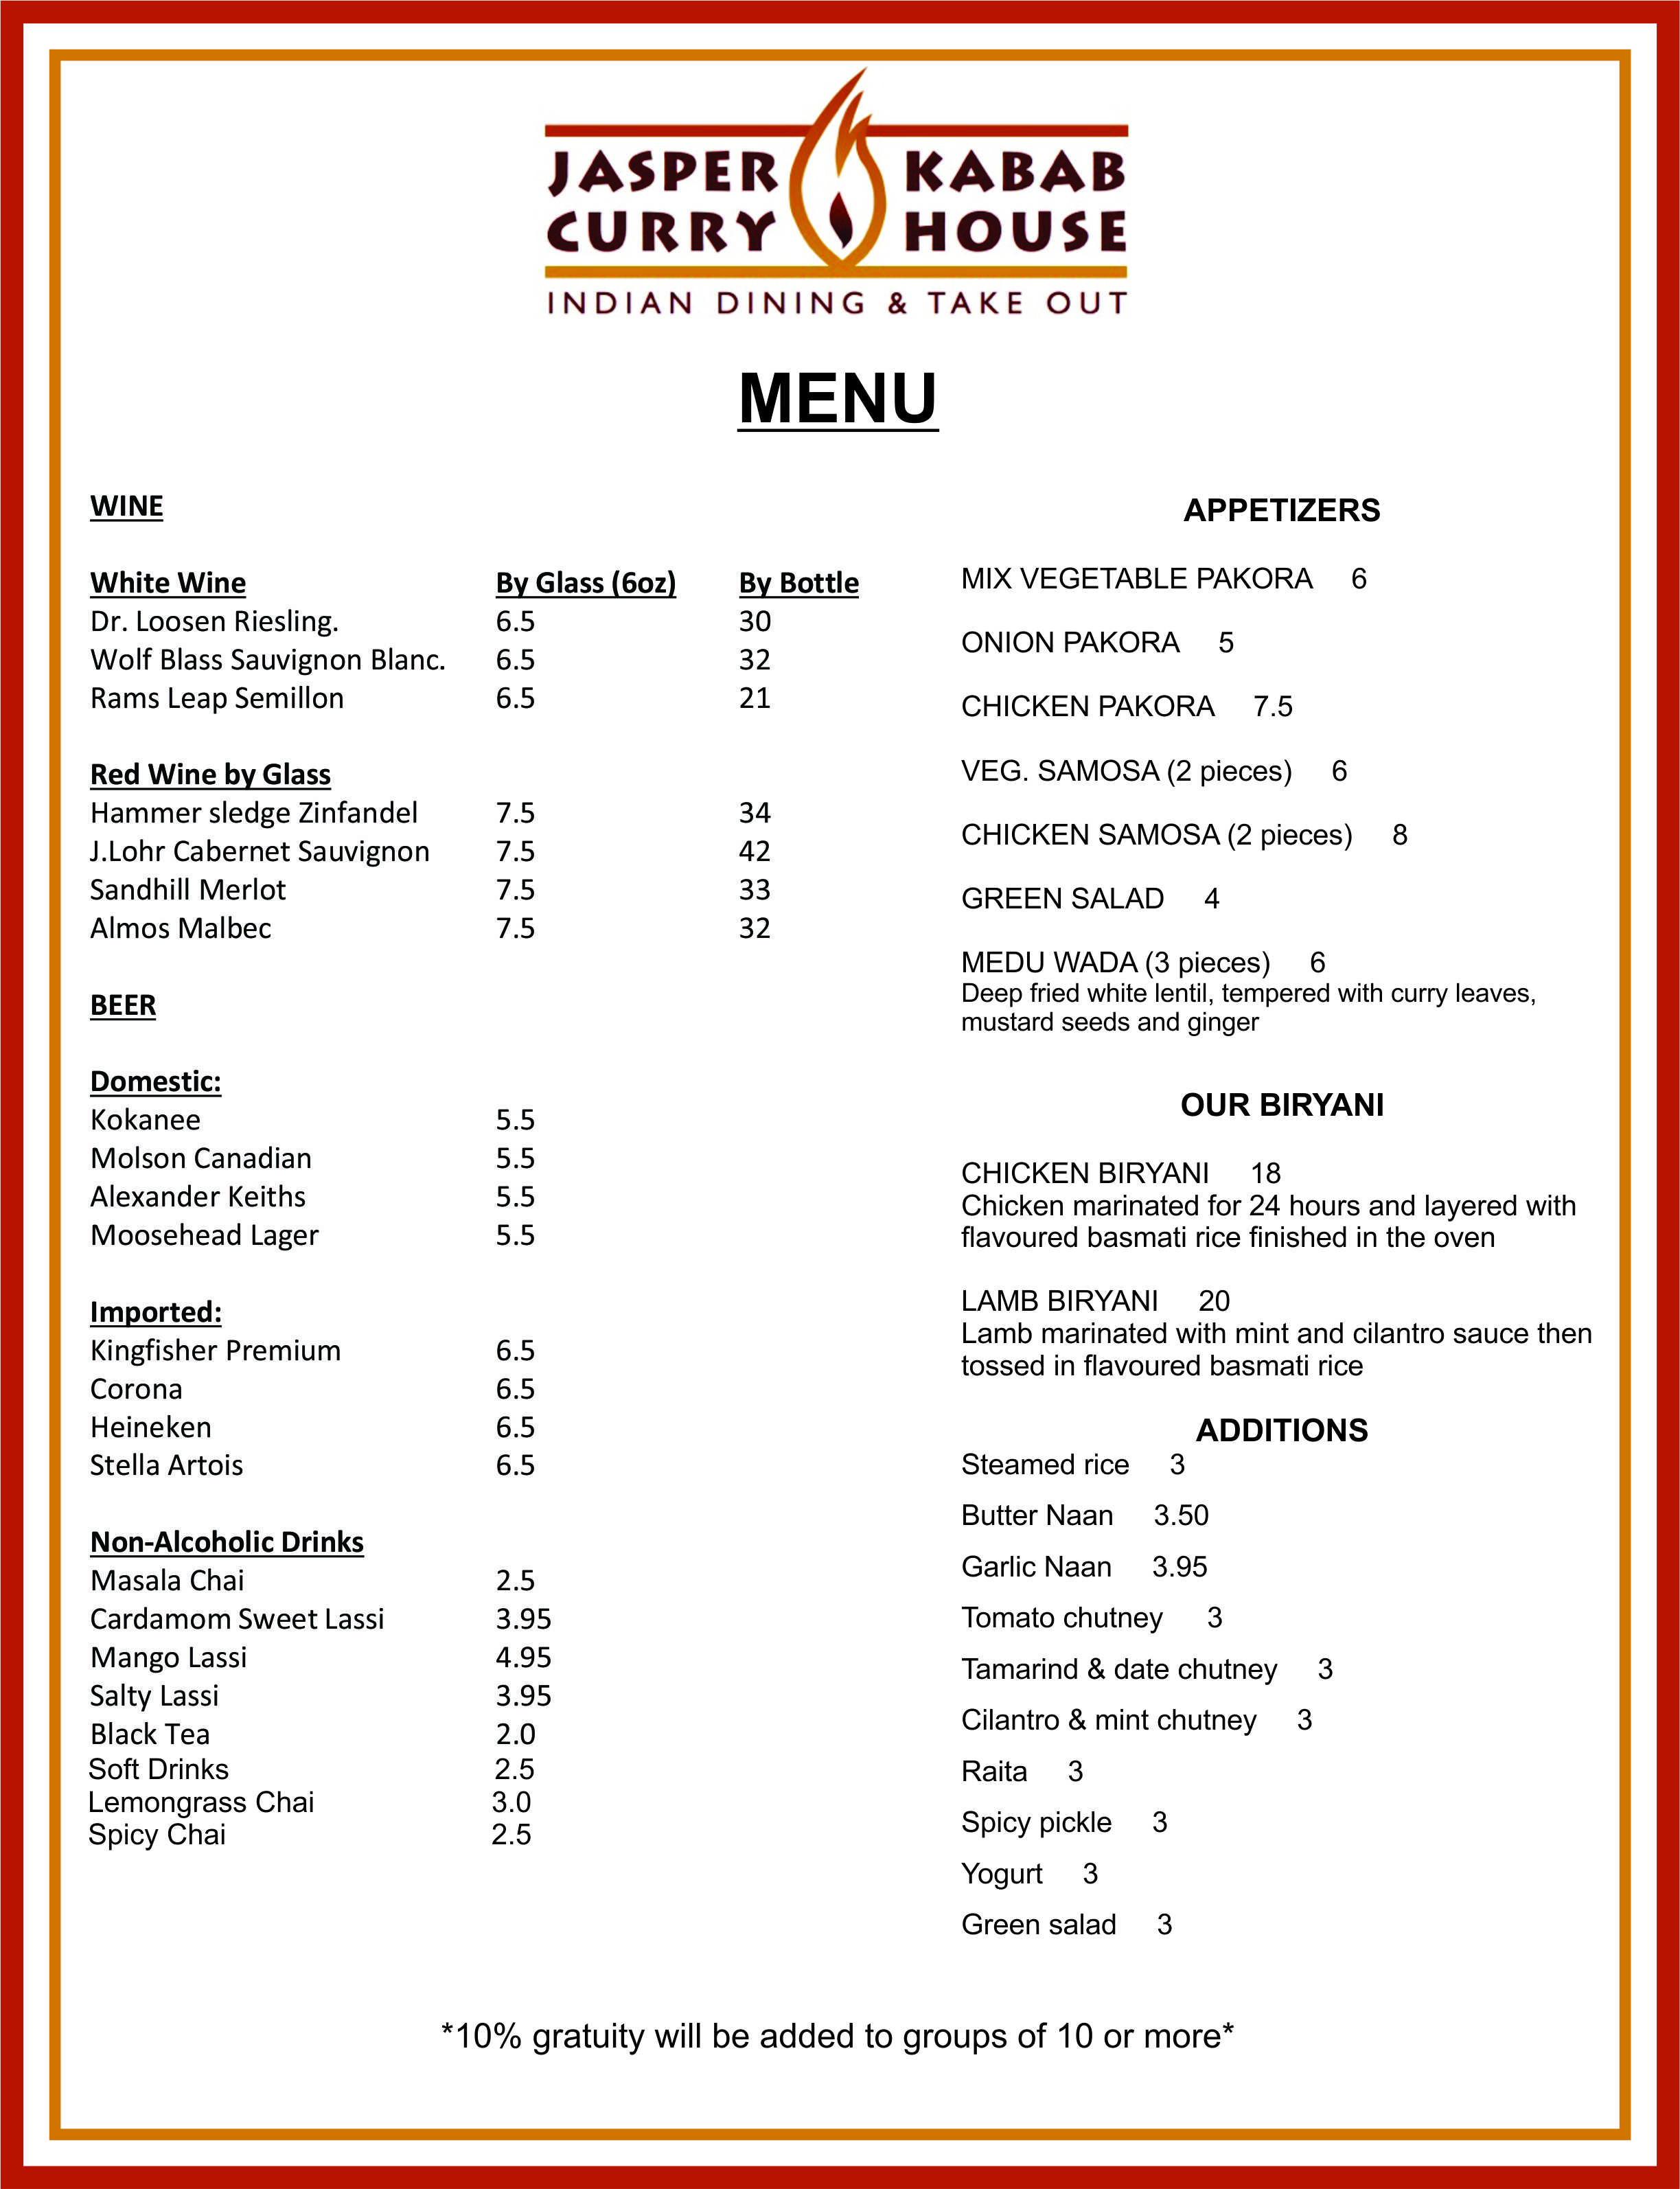 JASPER KABAB
CURRY HOUSE
INDIAN DINING & TAKE OUT
MENU
WINE
White Wine By Glass (6oz) By Bottle
Dr. Loosen Riesling. 6.5 30
Wolf Blass Sauvignon Blanc. 6.5 32
Rams Leap Semillon 6.5 21
Red Wine by Glass
Hammer sledge Zinfandel 7.5 34
J.Lohr Cabernet Sauvignon 7.5 42
Sandhill Merlot 7.5 33
Almos Malbec 7.5 32
BEER
Domestic:
Kokanee 5.5
Molson Canadian 5.5
Alexander Keiths 5.5
Moosehead Lager 5.5
Imported:
Kingfisher Premium 6.5
Corona 6.5
Heineken 6.5
Stella Artois 6.5
Non-Alcoholic Drinks
Masala Chai 2.5
Cardamom Sweet Lassi 3.95
Mango Lassi 4.95
Salty Lassi 3.95
Black Tea 2.0
Soft Drinks 2.5
Lemongrass Chai 3.0
Spicy Chai 2.5
APPETIZERS
MIX VEGETABLE PAKORA 6
ONION PAKORA 5
CHICKEN PAKORA 7.5
VEG. SAMOSA (2 pieces) 6
CHICKEN SAMOSA (2 pieces) 8
GREEN SALAD 4
MEDU WADA (3 pieces) 6
Deep fried white lentil, tempered with curry leaves,
mustard seeds and ginger
OUR BIRYANI
CHICKEN BIRYANI 18
Chicken marinated for 24 hours and layered with
flavoured basmati rice finished in the oven
LAMB BIRYANI 20
Lamb marinated with mint and cilantro sauce then
tossed in flavoured basmati rice
ADDITIONS
Steamed rice 3
Butter Naan 3.50
Garlic Naan 3.95
Tomato chutney 3
Tamarind & date chutney 3
Cilantro & mint chutney 3
Raita 3
Spicy pickle 3
Yogurt 3
Green salad 3
*10% gratuity will be added to groups of 10 or more*